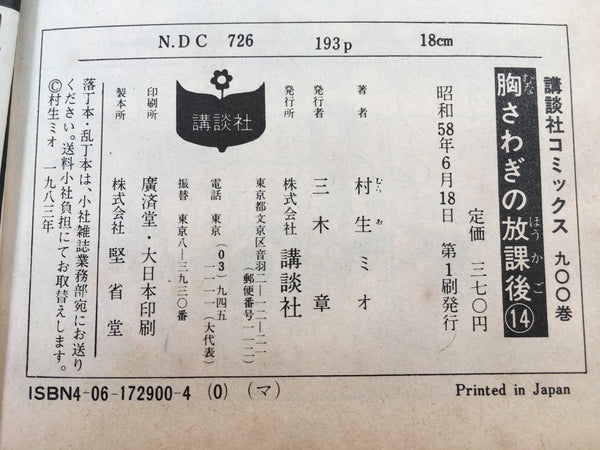 N.DC 726 193p 18cm
講談社コミックス 九〇〇巻
胸さわぎの放課後⑭
むな
ほうかご
定価 三七〇円
昭和58年6月18日 第1刷発行
著者 村生ミオ
むらお
発行者 三木章
発行所 株式会社 講談社
東京都文京区音羽二―一二―二一
(郵便番号一一二)
電話 東京(03)九四五
一一一一(大代表)
振替 東京八―三九三〇番
講談社
印刷所 廣済堂・大日本印刷
製本所 株式会社 堅省堂
落丁本・乱丁本は、小社雑誌業務部宛にお送り
ください。送料小社負担にてお取替えします。
©村生ミオ 一九八三年
ISBN4-06-172900-4 (0) (マ)
Printed in Japan